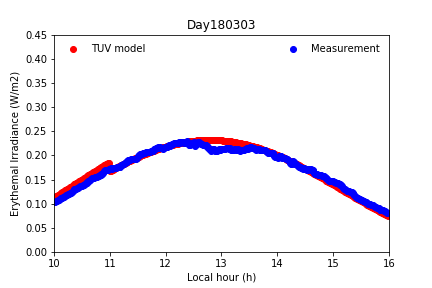 Day180303
TUV model
Measurement
Erythemal Irradiance (W/m2)
0.45
0.40
0.35
0.30
0.25
0.20
0.15
0.10
0.05
0.00
10 11 12 13 14 15 16
Local hour (h)